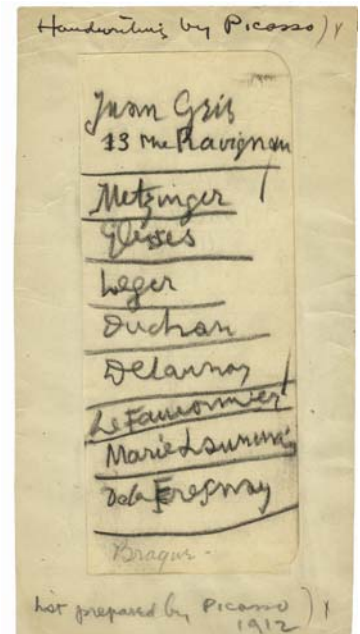 Handwriting by Picasso)
Juan Gris
13 rue Ravignan
Metzinger
Gleises
Leger
Duchan
Delaunay
Le Fauconnier
Marie Laurencin
De la Fresnay
Braque -
List prepared by Picasso)
1912